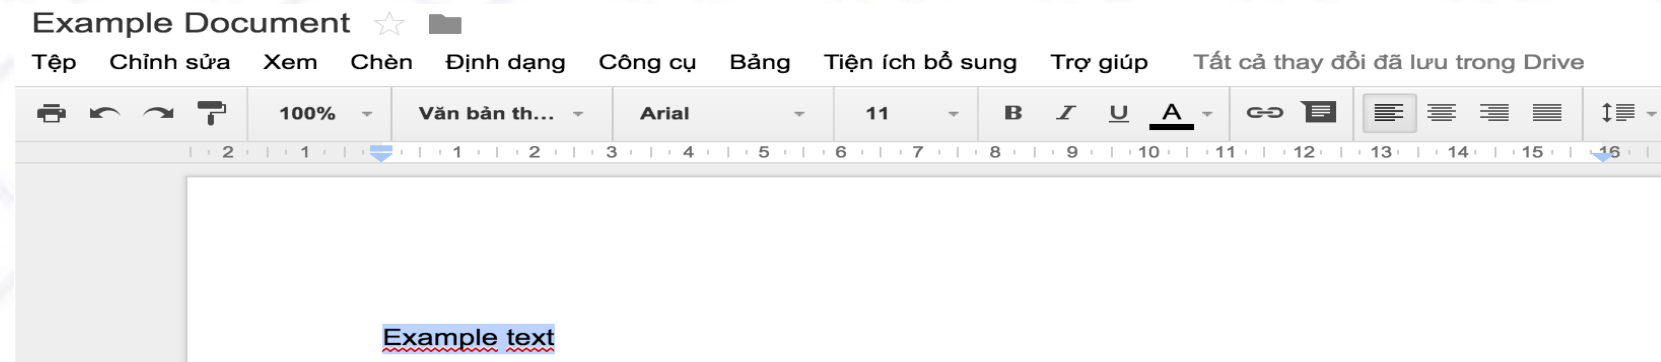 Example Document
Tệp Chỉnh sửa Xem Chèn Định dạng Công cụ Bảng Tiện ích bổ sung Trợ giúp Tất cả thay đổi đã lưu trong Drive
100% Văn bản th... Arial 11 B I U A
2 1 1 2 3 4 5 6 7 8 9 10 11 12 13 14 15 16
Example text